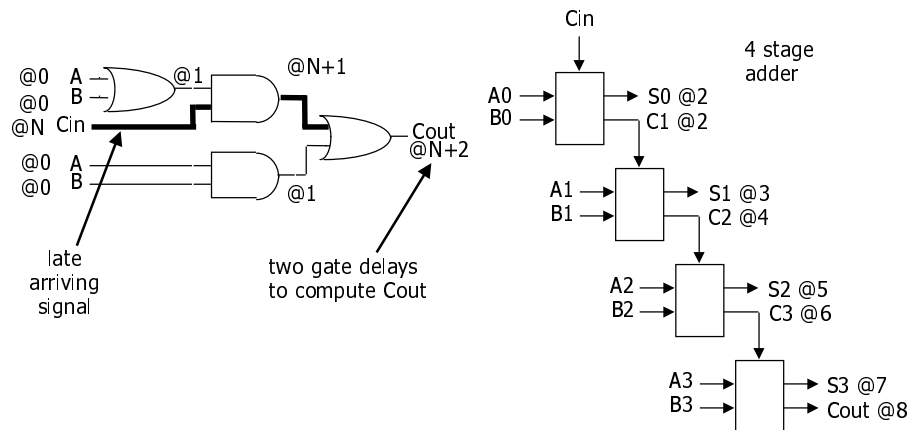 @0 A
@0 B
@N Cin
@1
@N+1
@0 A
@0 B
@1
Cout
@N+2
late
arriving
signal
two gate delays
to compute Cout
Cin
4 stage
adder
A0
B0
S0 @2
C1 @2
A1
B1
S1 @3
C2 @4
A2
B2
S2 @5
C3 @6
A3
B3
S3 @7
Cout @8